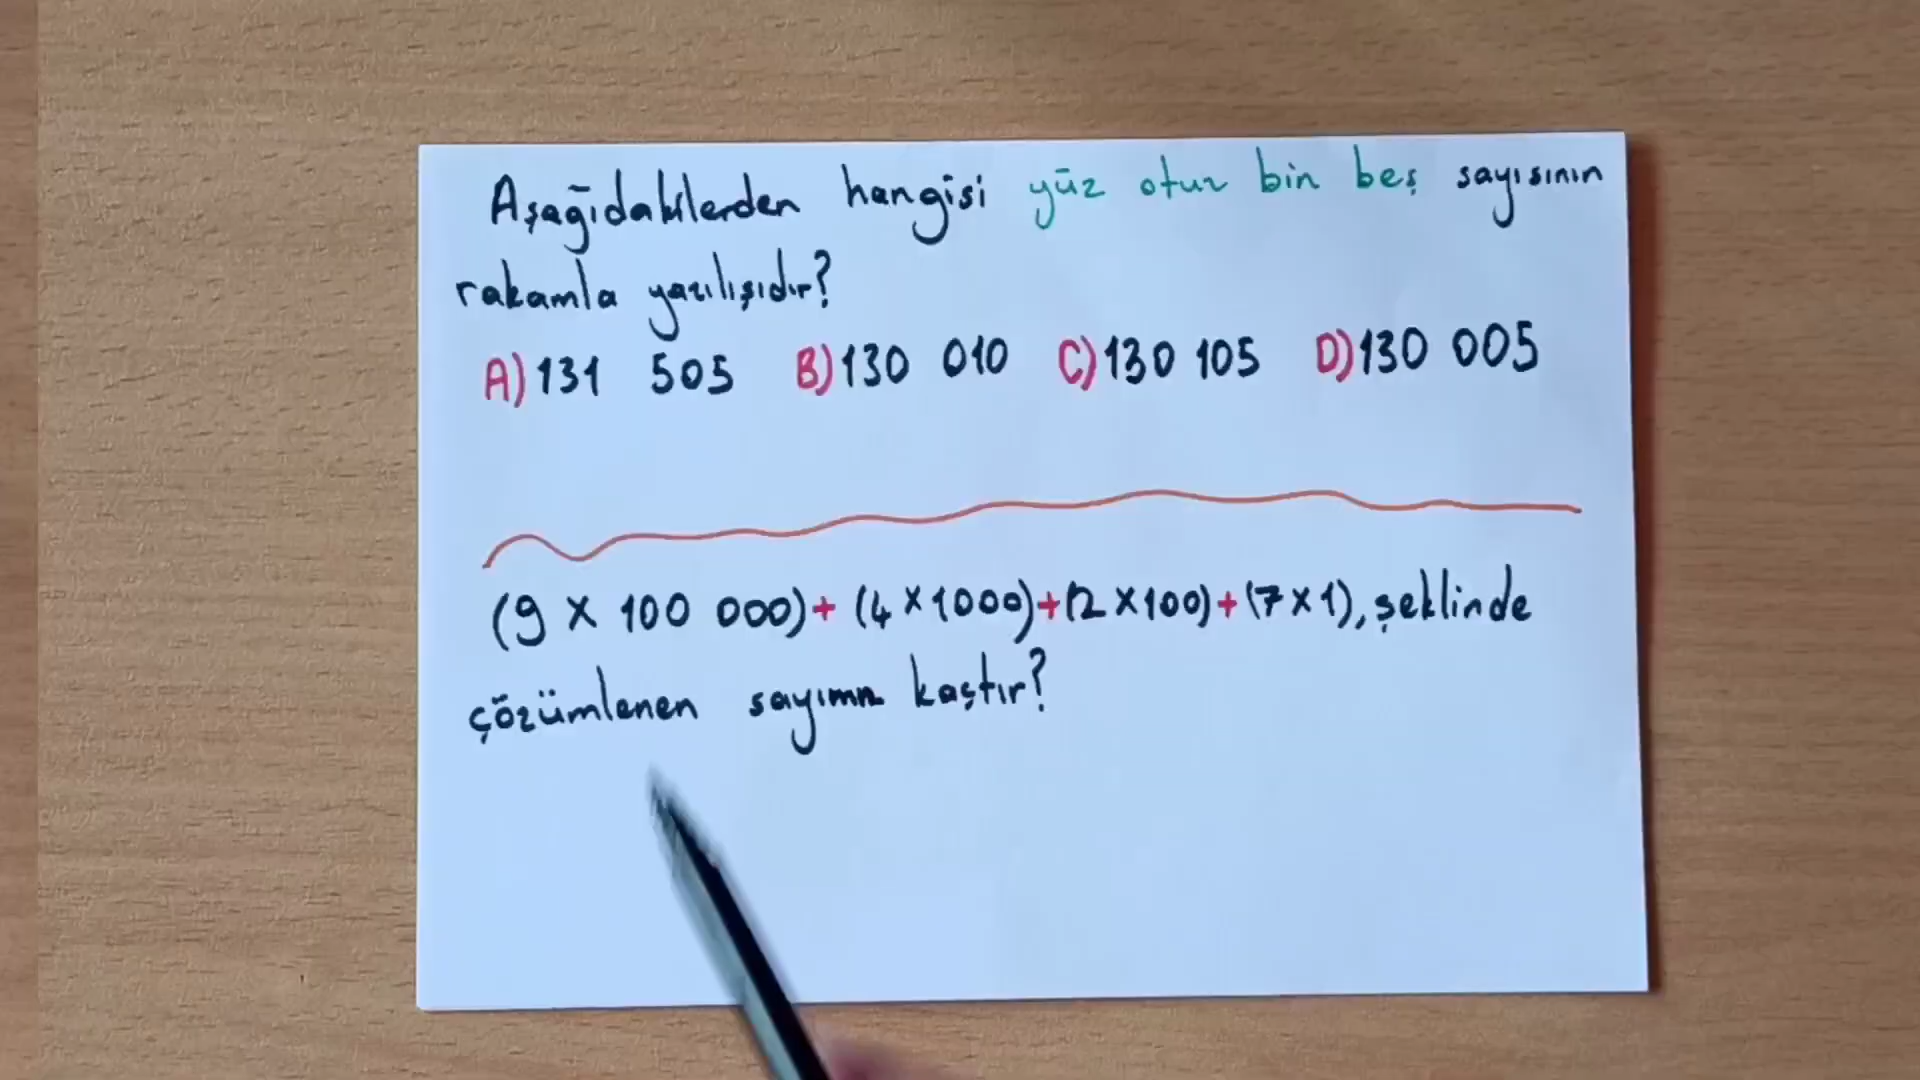 Aşağıdakilerden hangisi yüz otuz bin beş sayısının
rakamla yazılışıdır?
A) 131 505 B) 130 010 C) 130 105 D) 130 005
(9 x 100 000) + (4 x 1000) + (2 x 100) + (7 x 1), şeklinde
çözümlenen sayımn kaçtır?